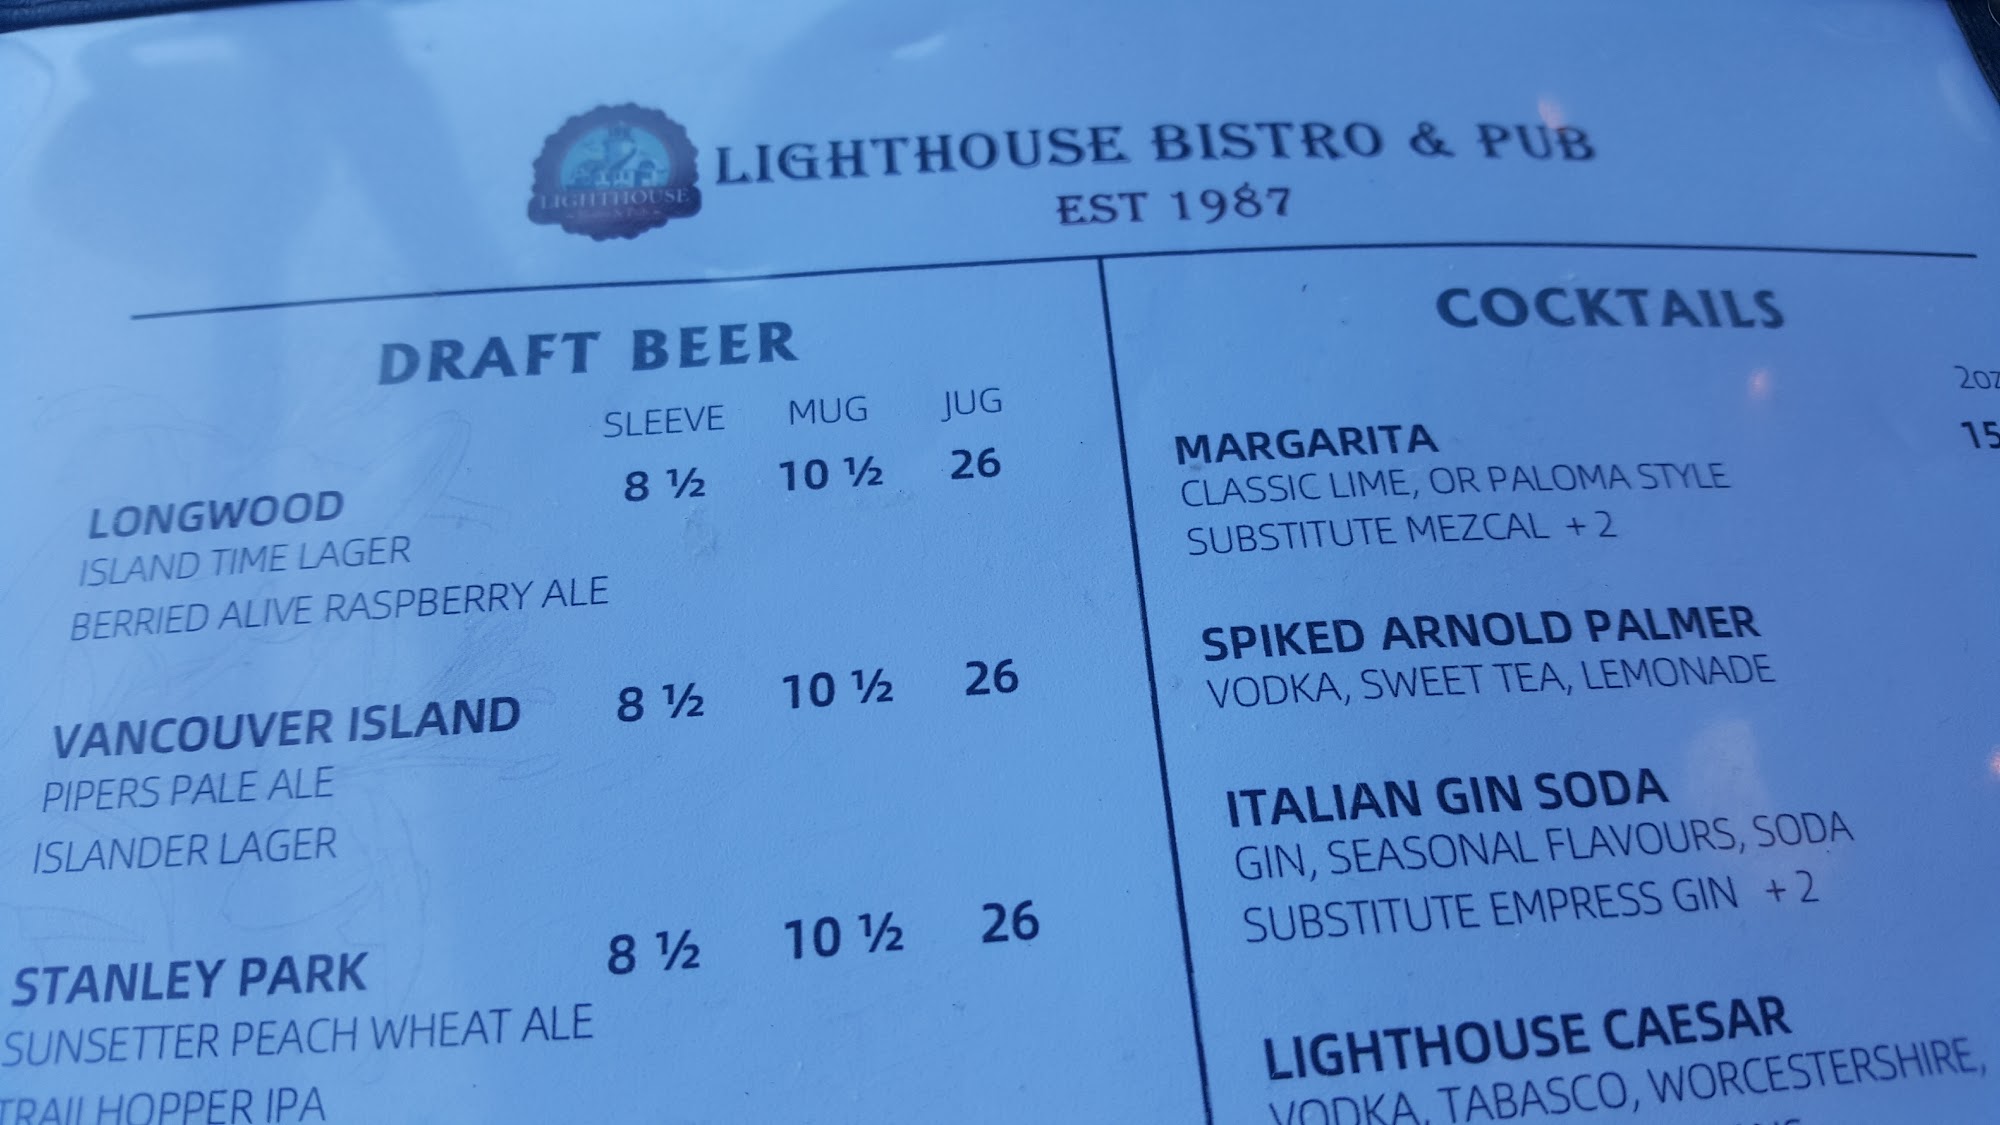 LIGHTHOUSE
LIGHTHOUSE BISTRO & PUB
EST 1987
DRAFT BEER
SLEEVE MUG JUG
LONGWOOD 8 ½ 10 ½ 26
ISLAND TIME LAGER
BERRIED ALIVE RASPBERRY ALE
VANCOUVER ISLAND 8 ½ 10 ½ 26
PIPERS PALE ALE
ISLANDER LAGER
STANLEY PARK 8 ½ 10 ½ 26
SUNSETTER PEACH WHEAT ALE
TRAILHOPPER IPA
COCKTAILS
2oz
MARGARITA 15
CLASSIC LIME, OR PALOMA STYLE
SUBSTITUTE MEZCAL + 2
SPIKED ARNOLD PALMER
VODKA, SWEET TEA, LEMONADE
ITALIAN GIN SODA
GIN, SEASONAL FLAVOURS, SODA
SUBSTITUTE EMPRESS GIN + 2
LIGHTHOUSE CAESAR
VODKA, TABASCO, WORCESTERSHIRE,